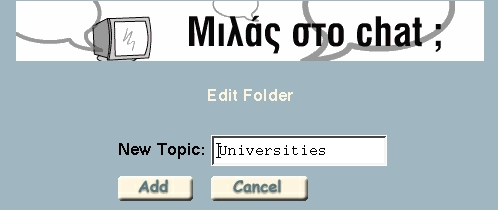 Μιλάς στο chat ;
Edit Folder
New Topic: Universities
Add Cancel